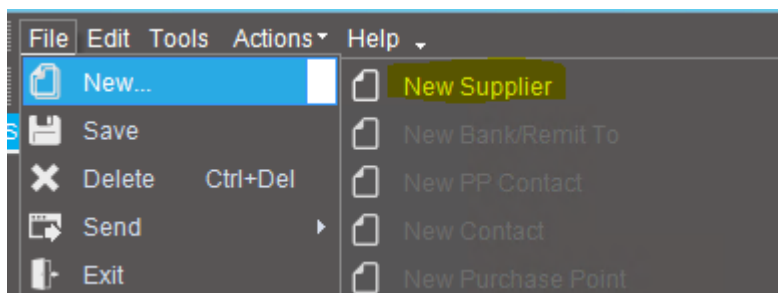 File Edit Tools Actions Help
New...
New Supplier
Save
New Bank/Remit To
Delete Ctrl+Del
New PP Contact
Send
New Contact
Exit
New Purchase Point